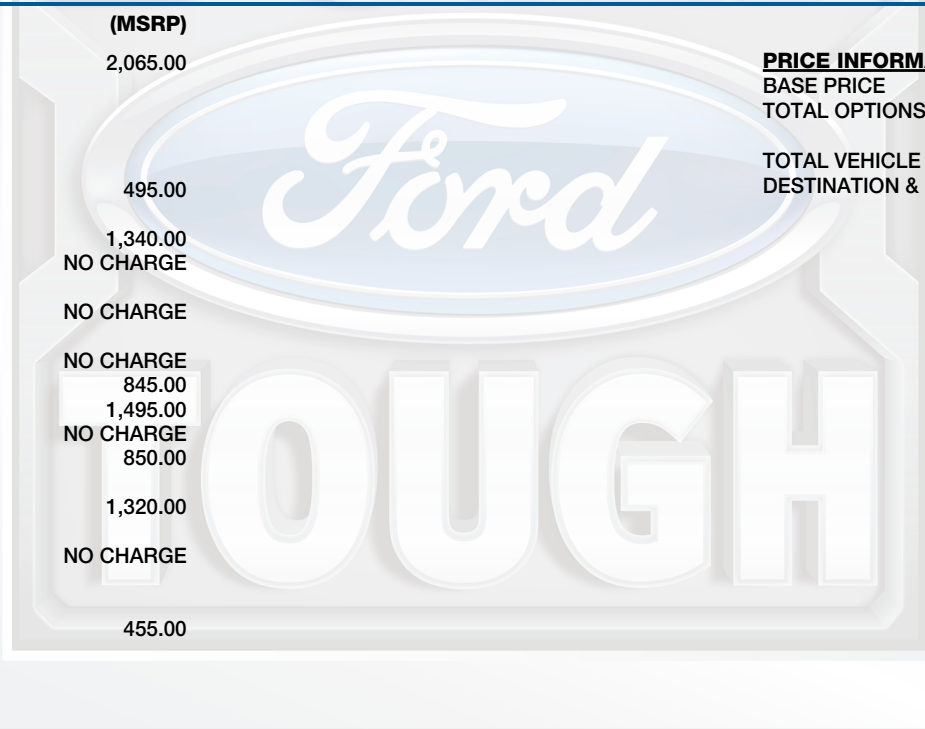 (MSRP)
2,065.00
495.00
1,340.00
NO CHARGE
NO CHARGE
NO CHARGE
845.00
1,495.00
NO CHARGE
850.00
1,320.00
NO CHARGE
455.00
PRICE INFORMA
BASE PRICE
TOTAL OPTIONS
TOTAL VEHICLE
DESTINATION &
Ford
TOUGH